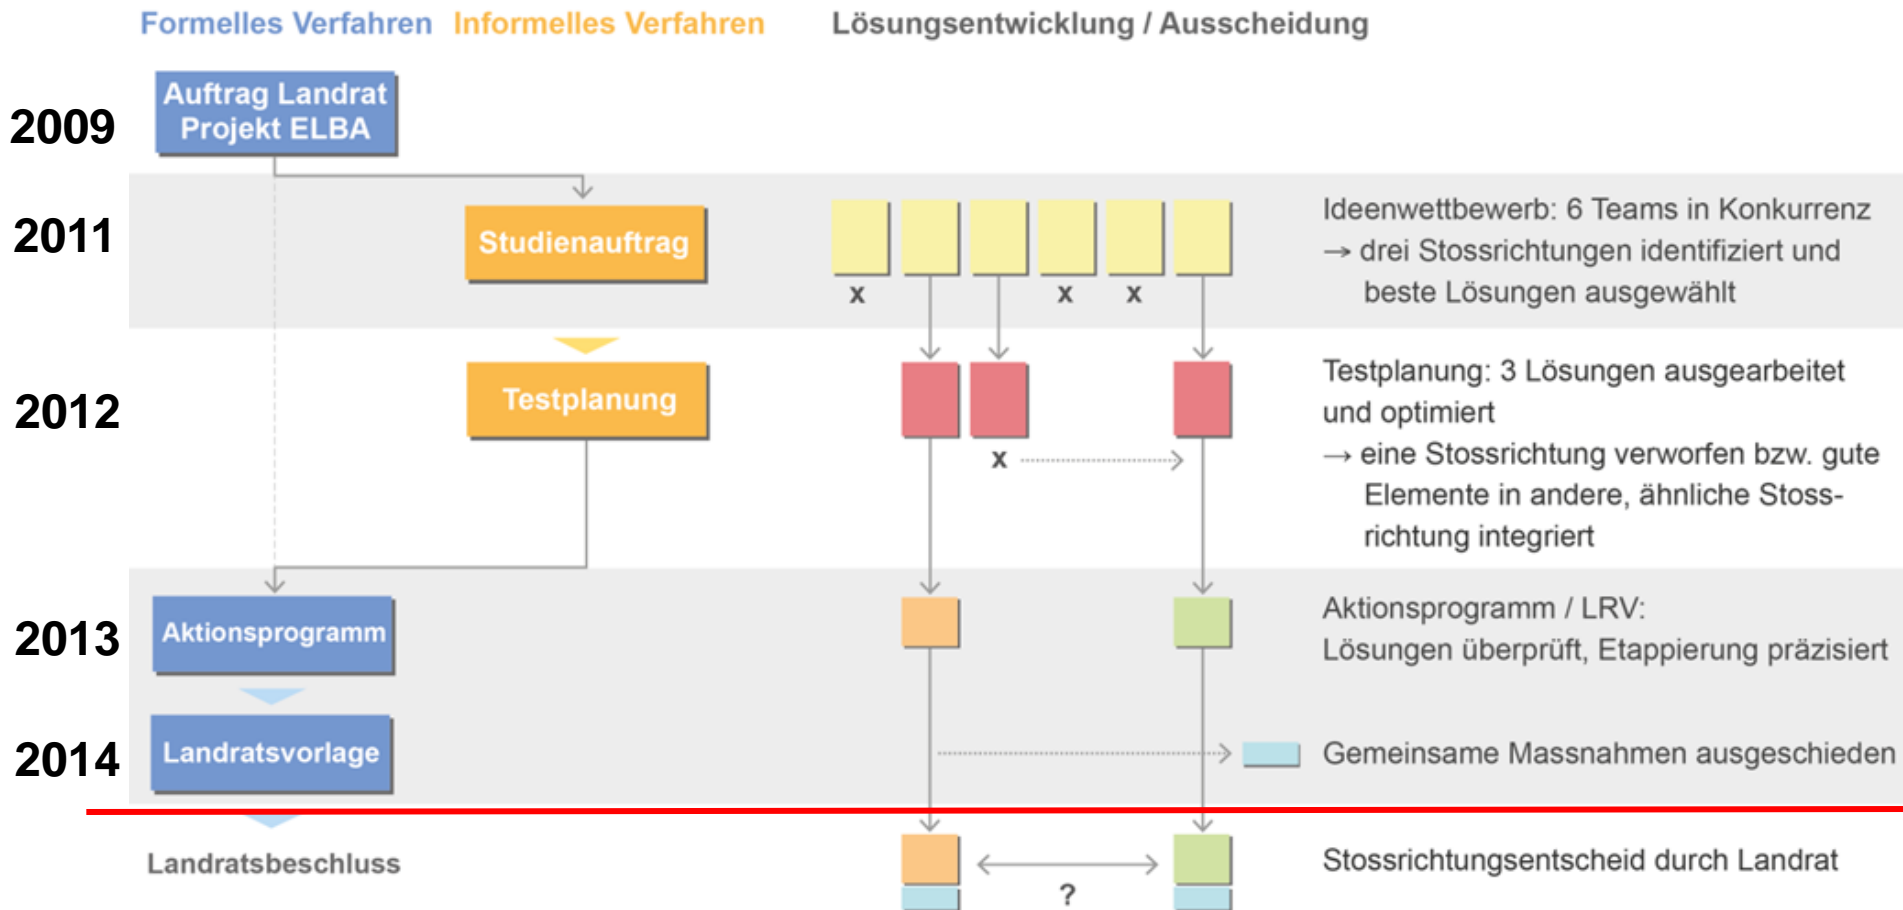 Formelles Verfahren Informelles Verfahren Lösungsentwicklung / Ausscheidung
2009
Auftrag Landrat
Projekt ELBA
2011
Studienauftrag
x x x
Ideenwettbewerb: 6 Teams in Konkurrenz
→ drei Stossrichtungen identifiziert und
beste Lösungen ausgewählt
2012
Testplanung
x
Testplanung: 3 Lösungen ausgearbeitet
und optimiert
→ eine Stossrichtung verworfen bzw. gute
Elemente in andere, ähnliche Stoss-
richtung integriert
2013
Aktionsprogramm
Aktionsprogramm / LRV:
Lösungen überprüft, Etappierung präzisiert
2014
Landratsvorlage
Gemeinsame Massnahmen ausgeschieden
Landratsbeschluss
?
Stossrichtungsentscheid durch Landrat